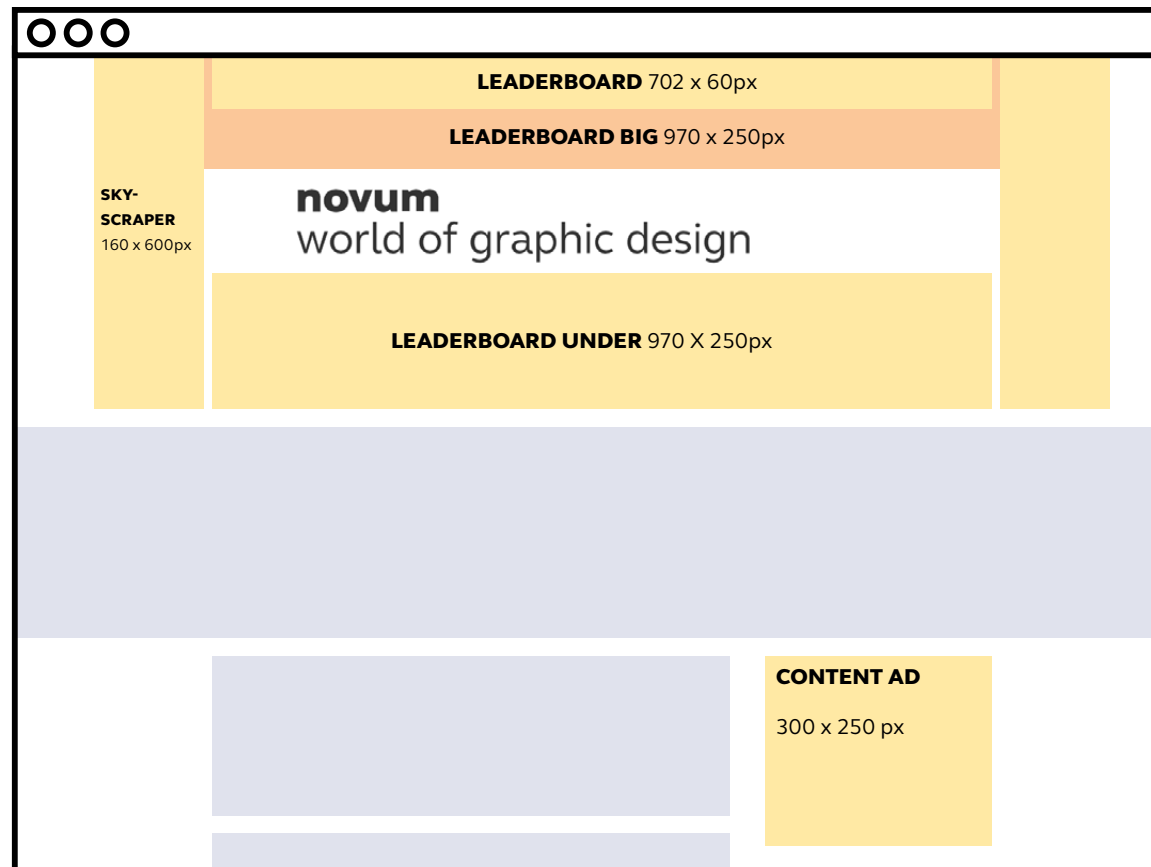 LEADERBOARD 702 x 60px
LEADERBOARD BIG 970 x 250px
SKY-
SCRAPER
160 x 600px
novum
world of graphic design
LEADERBOARD UNDER 970 X 250px
CONTENT AD
300 x 250 px